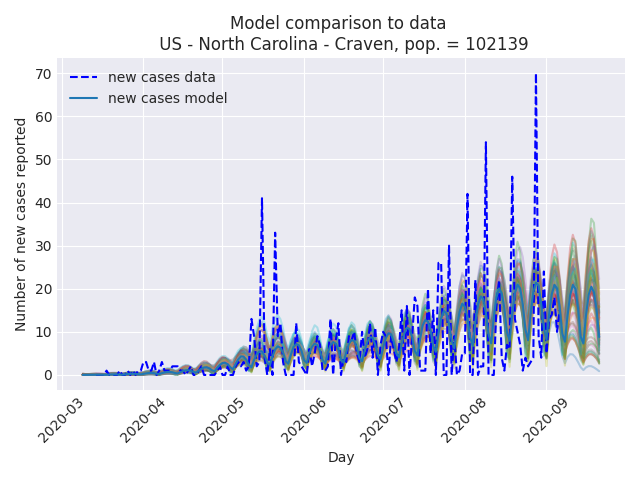 Model comparison to data
US - North Carolina - Craven, pop. = 102139
new cases data
new cases model
Number of new cases reported
70
60
50
40
30
20
10
0
2020-03
2020-04
2020-05
2020-06
2020-07
2020-08
2020-09
Day